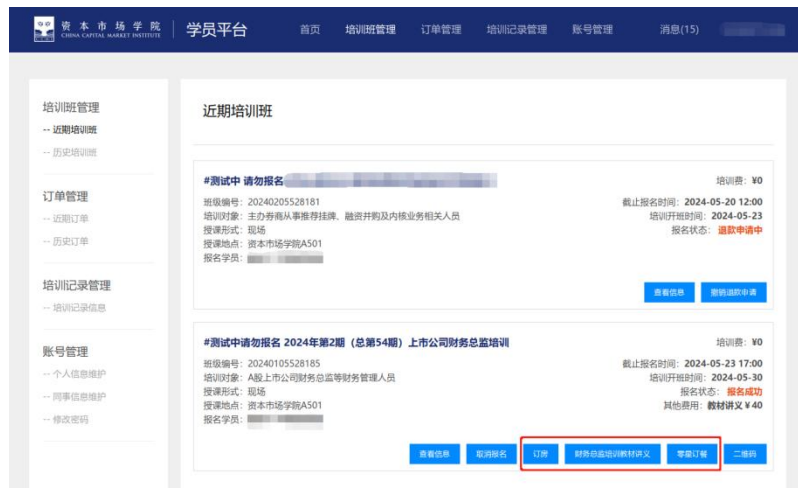 资本市场学院
CHINA CAPITAL MARKET INSTITUTE
学员平台
首页 培训班管理 订单管理 培训记录管理 账号管理 消息(15)
培训班管理
-- 近期培训班
-- 历史培训班
订单管理
-- 近期订单
-- 历史订单
培训记录管理
-- 培训记录信息
账号管理
-- 个人信息维护
-- 同事信息维护
-- 修改密码
近期培训班
#测试中 请勿报名
培训费：¥0
班级编号：20240205528181
截止报名时间：2024-05-20 12:00
培训对象：主办券商从事推荐挂牌、融资并购及内核业务相关人员
培训开班时间：2024-05-23
授课形式：现场
报名状态：退款申请中
授课地点：资本市场学院A501
报名学员：
查看信息 撤销退款申请
#测试中请勿报名 2024年第2期（总第54期）上市公司财务总监培训
培训费：¥0
班级编号：20240105528185
截止报名时间：2024-05-23 17:00
培训对象：A股上市公司财务总监等财务管理人员
培训开班时间：2024-05-30
授课形式：现场
报名状态：报名成功
授课地点：资本市场学院A501
其他费用：教材讲义¥40
报名学员：
查看信息 取消报名 订房 财务总监培训教材讲义 零星订餐 二维码